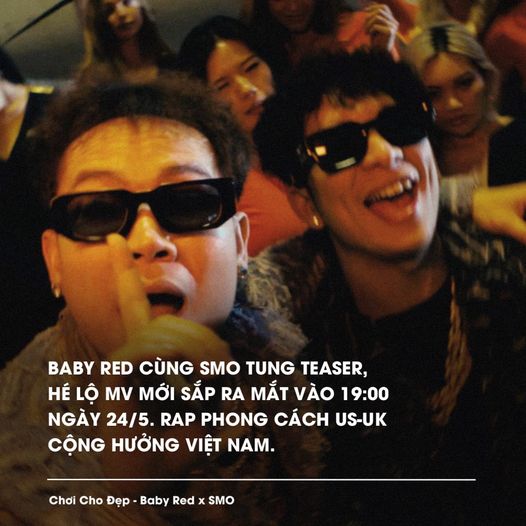 BABY RED CÙNG SMO TUNG TEASER,
HÉ LỘ MV MỚI SẮP RA MẮT VÀO 19:00
NGÀY 24/5. RAP PHONG CÁCH US-UK
CỘNG HƯỞNG VIỆT NAM.
Chơi Cho Đẹp - Baby Red x SMO